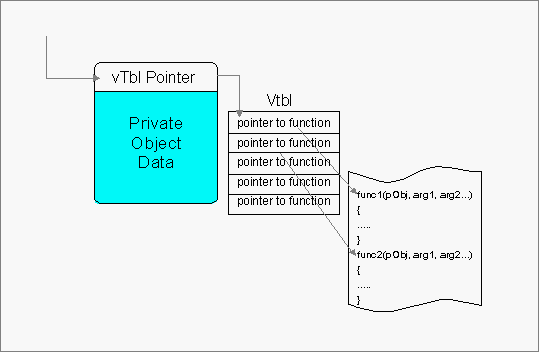 vTbl Pointer
Private
Object
Data
Vtbl
pointer to function
pointer to function
pointer to function
pointer to function
pointer to function
func1(pObj, arg1, arg2...)
{
.....
}
func2(pObj, arg1, arg2...)
{
.....
}